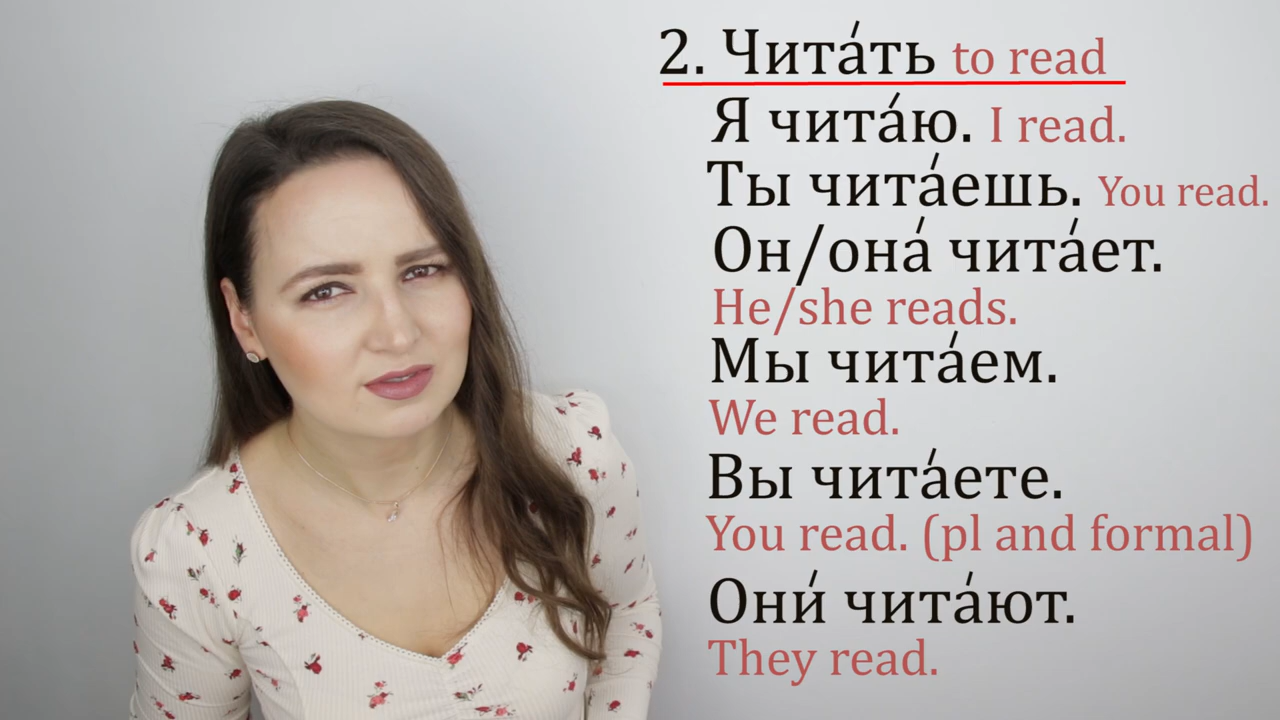 2. Чита́ть to read
Я чита́ю. I read.
Ты чита́ешь. You read.
Он/она́ чита́ет.
He/she reads.
Мы чита́ем.
We read.
Вы чита́ете.
You read. (pl and formal)
Они́ чита́ют.
They read.